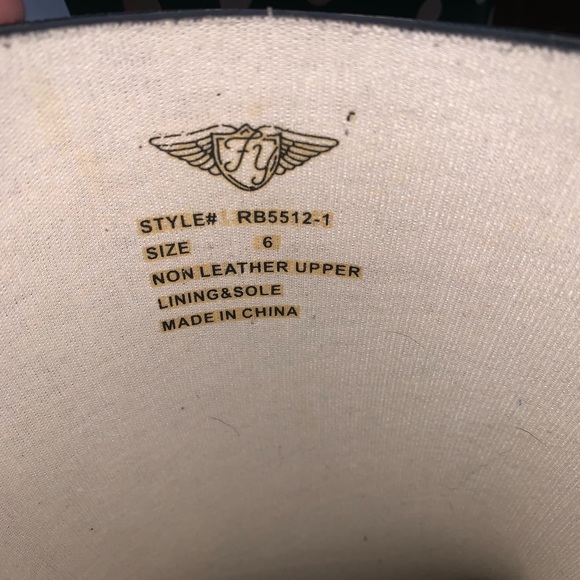 Fy
STYLE# RB5512-1
SIZE 6
NON LEATHER UPPER
LINING&SOLE
MADE IN CHINA